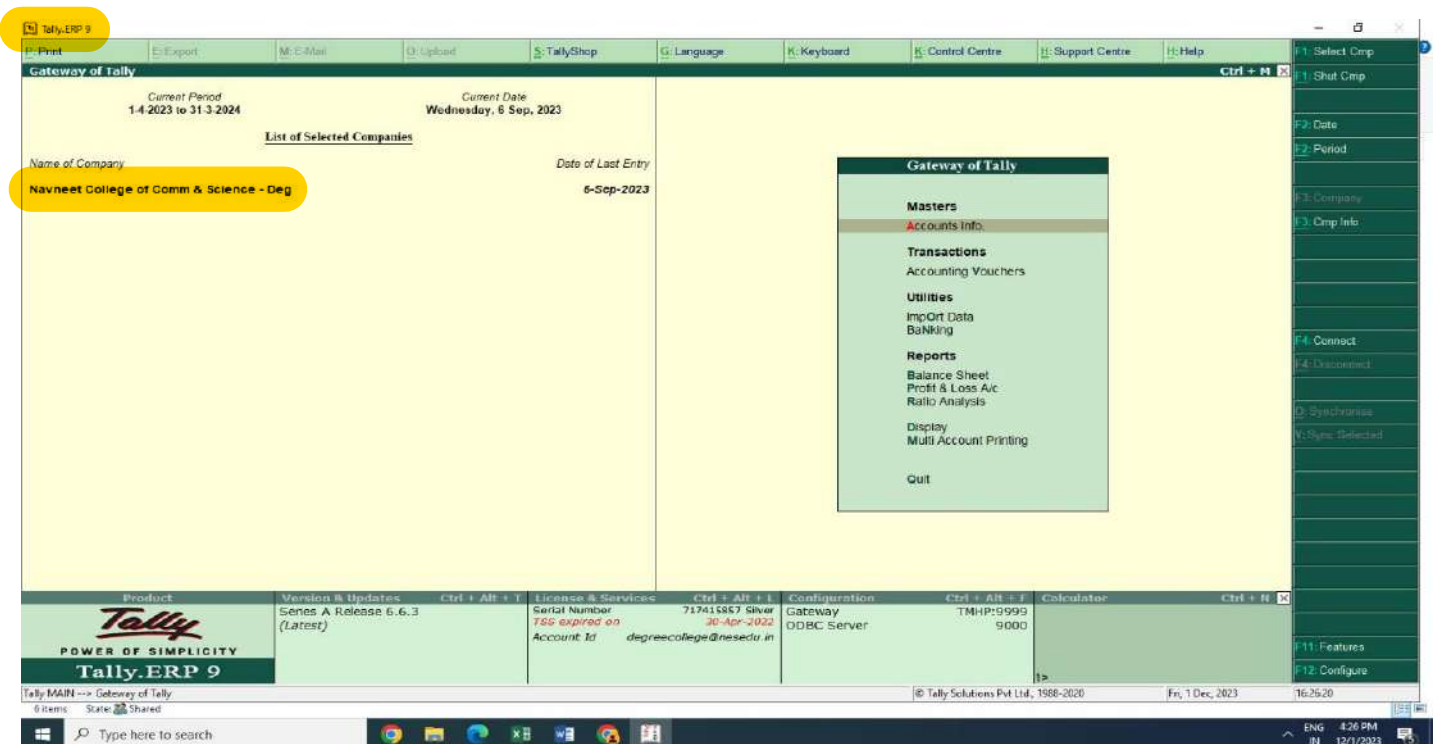 Tally.ERP 9
P: Print E: Export M: E-Mail O: Upload S: TallyShop G: Language K: Keyboard K: Control Centre H: Support Centre H: Help F1: Select Cmp
Gateway of Tally Ctrl + M
F1: Shut Cmp
Current Period Current Date
1-4-2023 to 31-3-2024 Wednesday, 6 Sep, 2023
F2: Date
List of Selected Companies
F2: Period
Name of Company Date of Last Entry
Navneet College of Comm & Science - Deg 6-Sep-2023
Gateway of Tally
Masters
Accounts Info.
Transactions
Accounting Vouchers
Utilities
ImpOrt Data
BaNking
Reports
Balance Sheet
Profit & Loss A/c
Ratio Analysis
Display
Multi Account Printing
Quit
F3: Company
F3: Cmp Info
F4: Connect
F4: Disconnect
O: Synchronise
Y: Sync Selected
F11: Features
F12: Configure
Product
Tally
POWER OF SIMPLICITY
Tally.ERP 9
Version & Updates Ctrl + Alt + T
Series A Release 6.6.3
(Latest)
License & Services Ctrl + Alt + L
Serial Number 717415857 Silver
TSS expired on 30-Apr-2022
Account Id degreecollege@nesedu.in
Configuration Ctrl + Alt + F
Gateway TMHP:9999
ODBC Server 9000
Calculator Ctrl + N
1>
Tally MAIN --> Gateway of Tally © Tally Solutions Pvt Ltd., 1988-2020 Fri, 1 Dec, 2023 16:26:20
State: Shared
Type here to search
ENG 4:26 PM
IN 12/1/2023